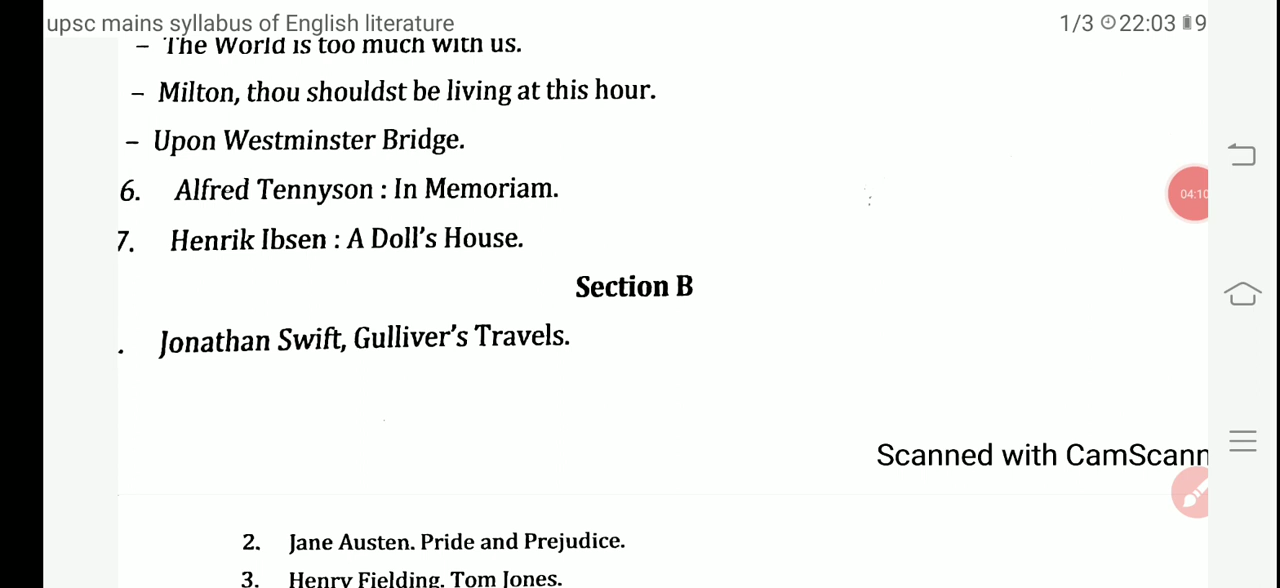 upsc mains syllabus of English literature
1/3 22:03 9
– The World is too much with us.
– Milton, thou shouldst be living at this hour.
– Upon Westminster Bridge.
6. Alfred Tennyson : In Memoriam.
04:10
7. Henrik Ibsen : A Doll's House.
Section B
. Jonathan Swift, Gulliver's Travels.
Scanned with CamScann
2. Jane Austen. Pride and Prejudice.
3. Henry Fielding. Tom Jones.